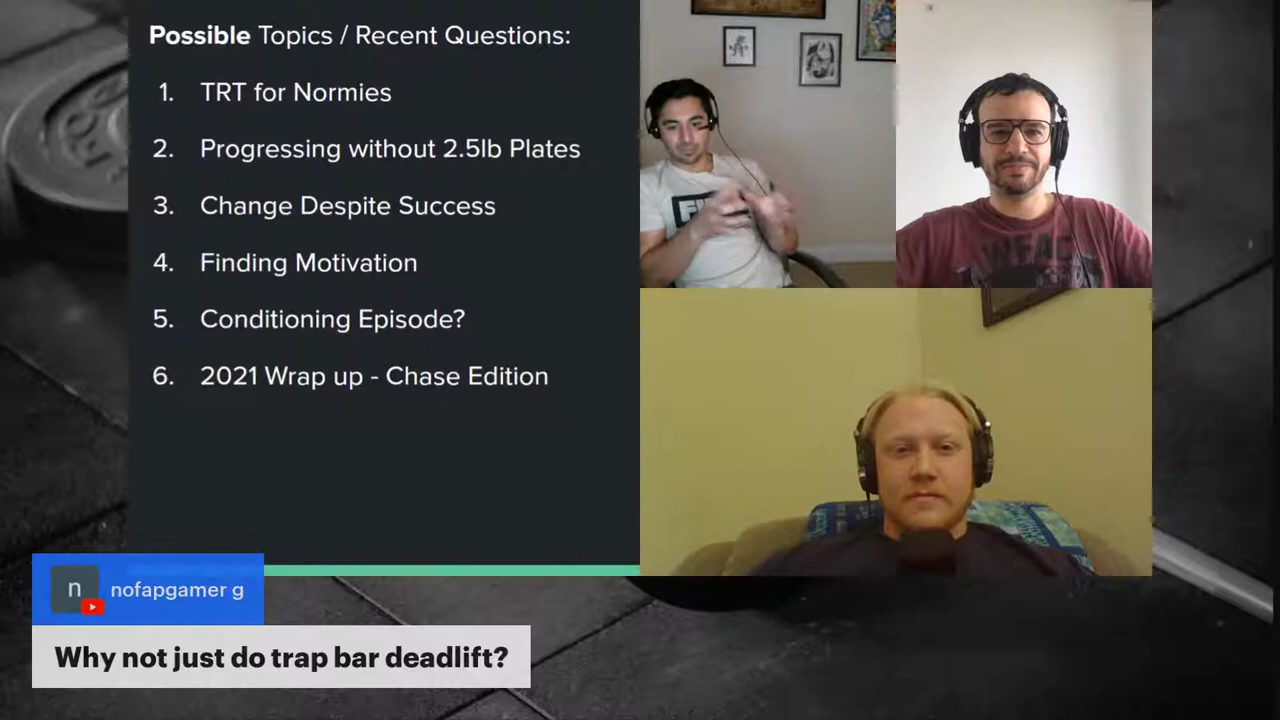 Possible Topics / Recent Questions:
1. TRT for Normies
2. Progressing without 2.5lb Plates
3. Change Despite Success
4. Finding Motivation
5. Conditioning Episode?
6. 2021 Wrap up - Chase Edition
n
nofapgamer g
Why not just do trap bar deadlift?